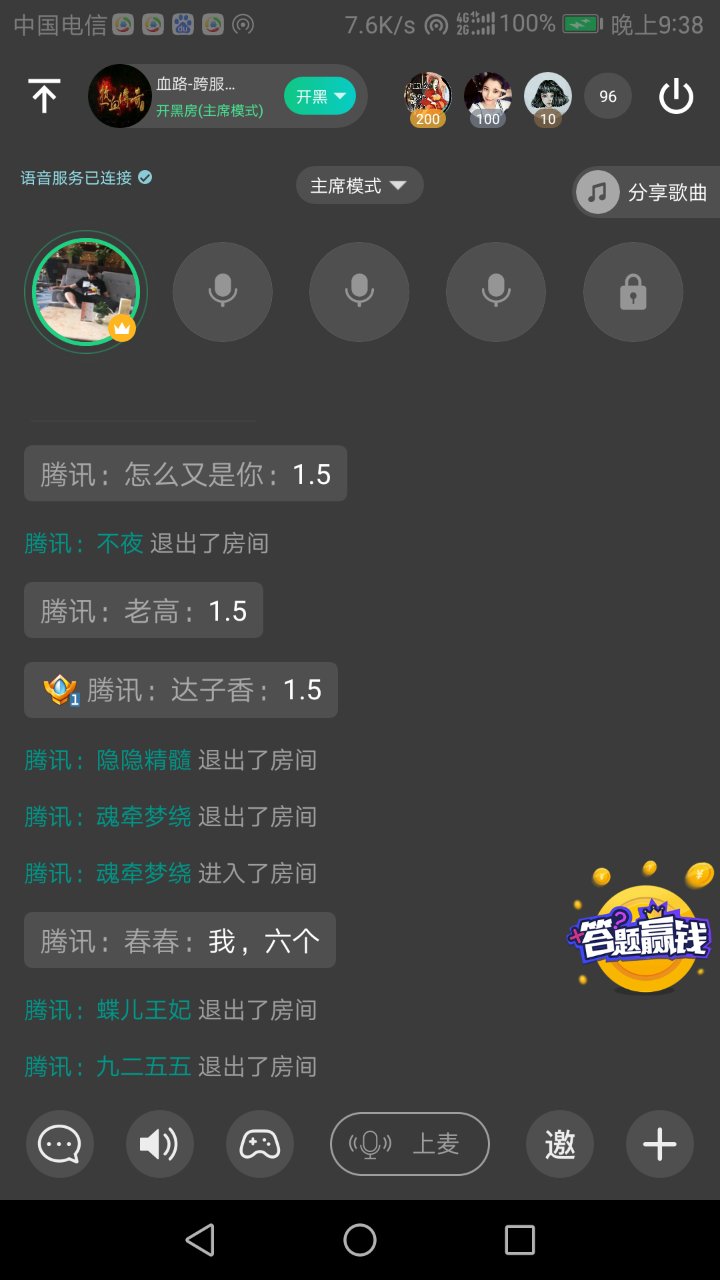 中国电信 7.6K/s 4G 2G 100% 晚上9:38
血路-跨服...
开黑房(主席模式)
开黑
200 100 10 96
语音服务已连接
主席模式
分享歌曲
腾讯：怎么又是你：1.5
腾讯：不夜 退出了房间
腾讯：老高：1.5
1 腾讯：达子香：1.5
腾讯：隐隐精髓 退出了房间
腾讯：魂牵梦绕 退出了房间
腾讯：魂牵梦绕 进入了房间
腾讯：春春：我，六个
答题赢钱
腾讯：蝶儿王妃 退出了房间
腾讯：九二五五 退出了房间
上麦
邀